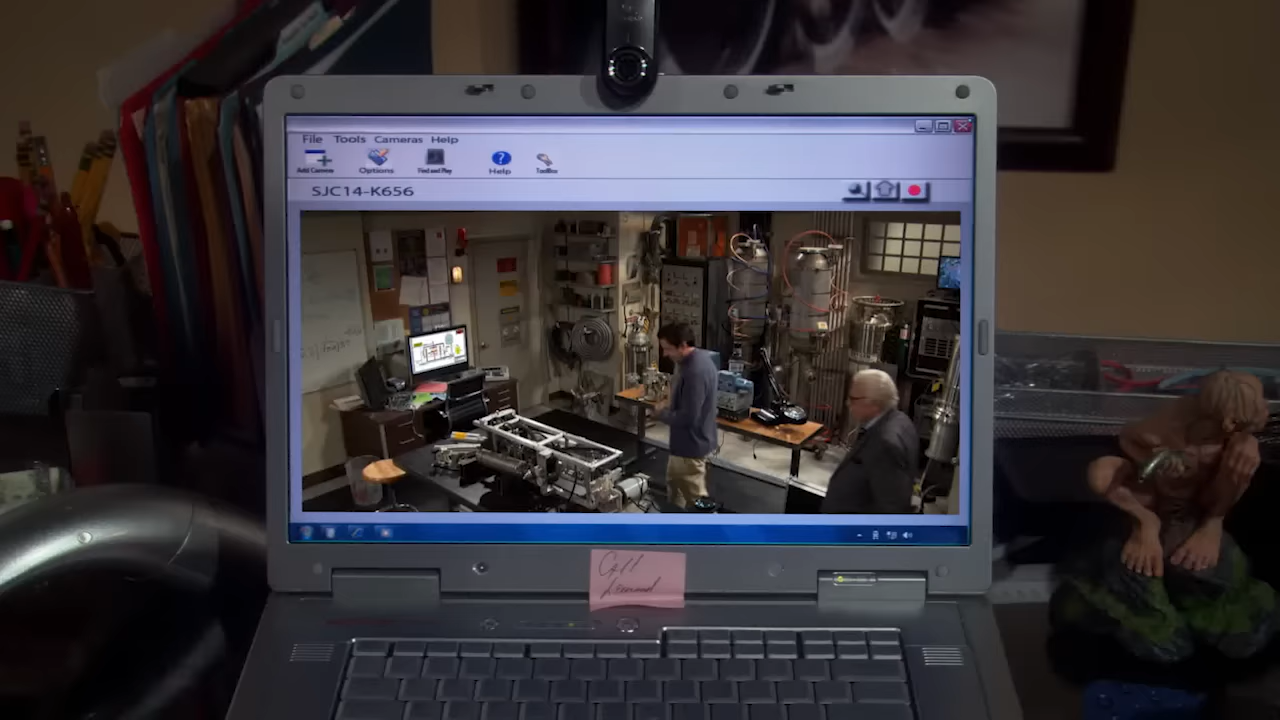 File Tools Cameras Help
Add Camera Options Find and Play Help ToolBox
SJC14-K656
Call
Leonard